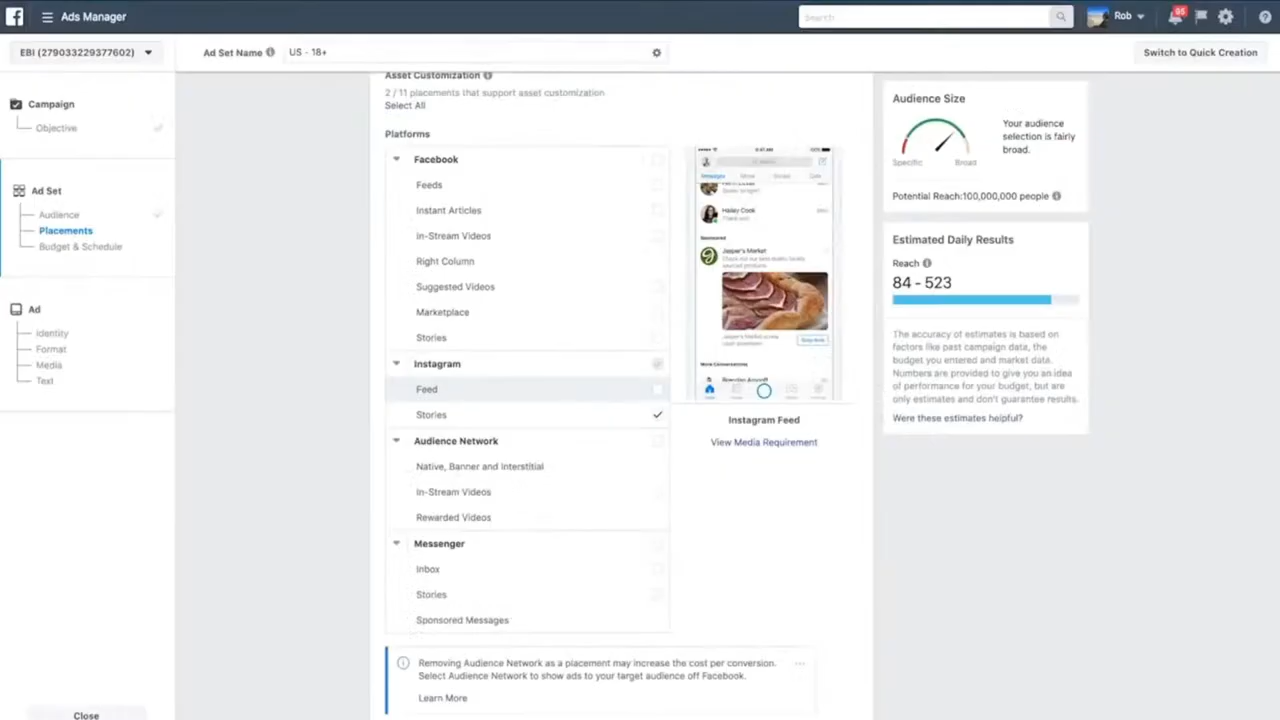 Ads Manager
Search
Rob
EBI (279033229377602)
Ad Set Name
US - 18+
Switch to Quick Creation
Campaign
Objective
Ad Set
Audience
Placements
Budget & Schedule
Ad
Identity
Format
Media
Text
Close
Asset Customization
2 / 11 placements that support asset customization
Select All
Platforms
Facebook
Feeds
Instant Articles
In-Stream Videos
Right Column
Suggested Videos
Marketplace
Stories
Instagram
Feed
Stories
Audience Network
Native, Banner and Interstitial
In-Stream Videos
Rewarded Videos
Messenger
Inbox
Stories
Sponsored Messages
Hailey Cook
Sponsored
Jasper's Market
More Conversations
Instagram Feed
View Media Requirement
Removing Audience Network as a placement may increase the cost per conversion.
Select Audience Network to show ads to your target audience off Facebook.
Learn More
Audience Size
Your audience
selection is fairly
broad.
Specific
Broad
Potential Reach:100,000,000 people
Estimated Daily Results
Reach
84 - 523
The accuracy of estimates is based on
factors like past campaign data, the
budget you entered and market data.
Numbers are provided to give you an idea
of performance for your budget, but are
only estimates and don't guarantee results.
Were these estimates helpful?